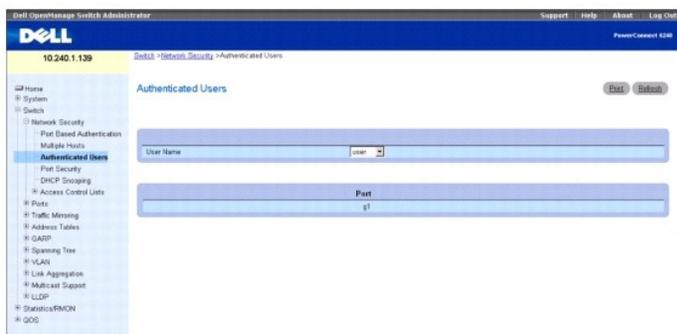 Dell OpenManage Switch Administrator
Support Help About Log Out
DELL
PowerConnect 6248
10.240.1.139
Switch >Network Security >Authenticated Users
Home
System
Switch
Network Security
Port Based Authentication
Multiple Hosts
Authenticated Users
Port Security
DHCP Snooping
Access Control Lists
Ports
Traffic Mirroring
Address Tables
GARP
Spanning Tree
VLAN
Link Aggregation
Multicast Support
LLDP
Statistics/RMON
QOS
Authenticated Users
Print Refresh
User Name user
Port
g1